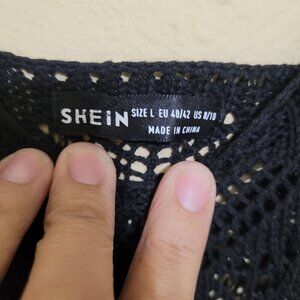 SHEIN
SIZE L EU 40/42 US 8/10
MADE IN CHINA